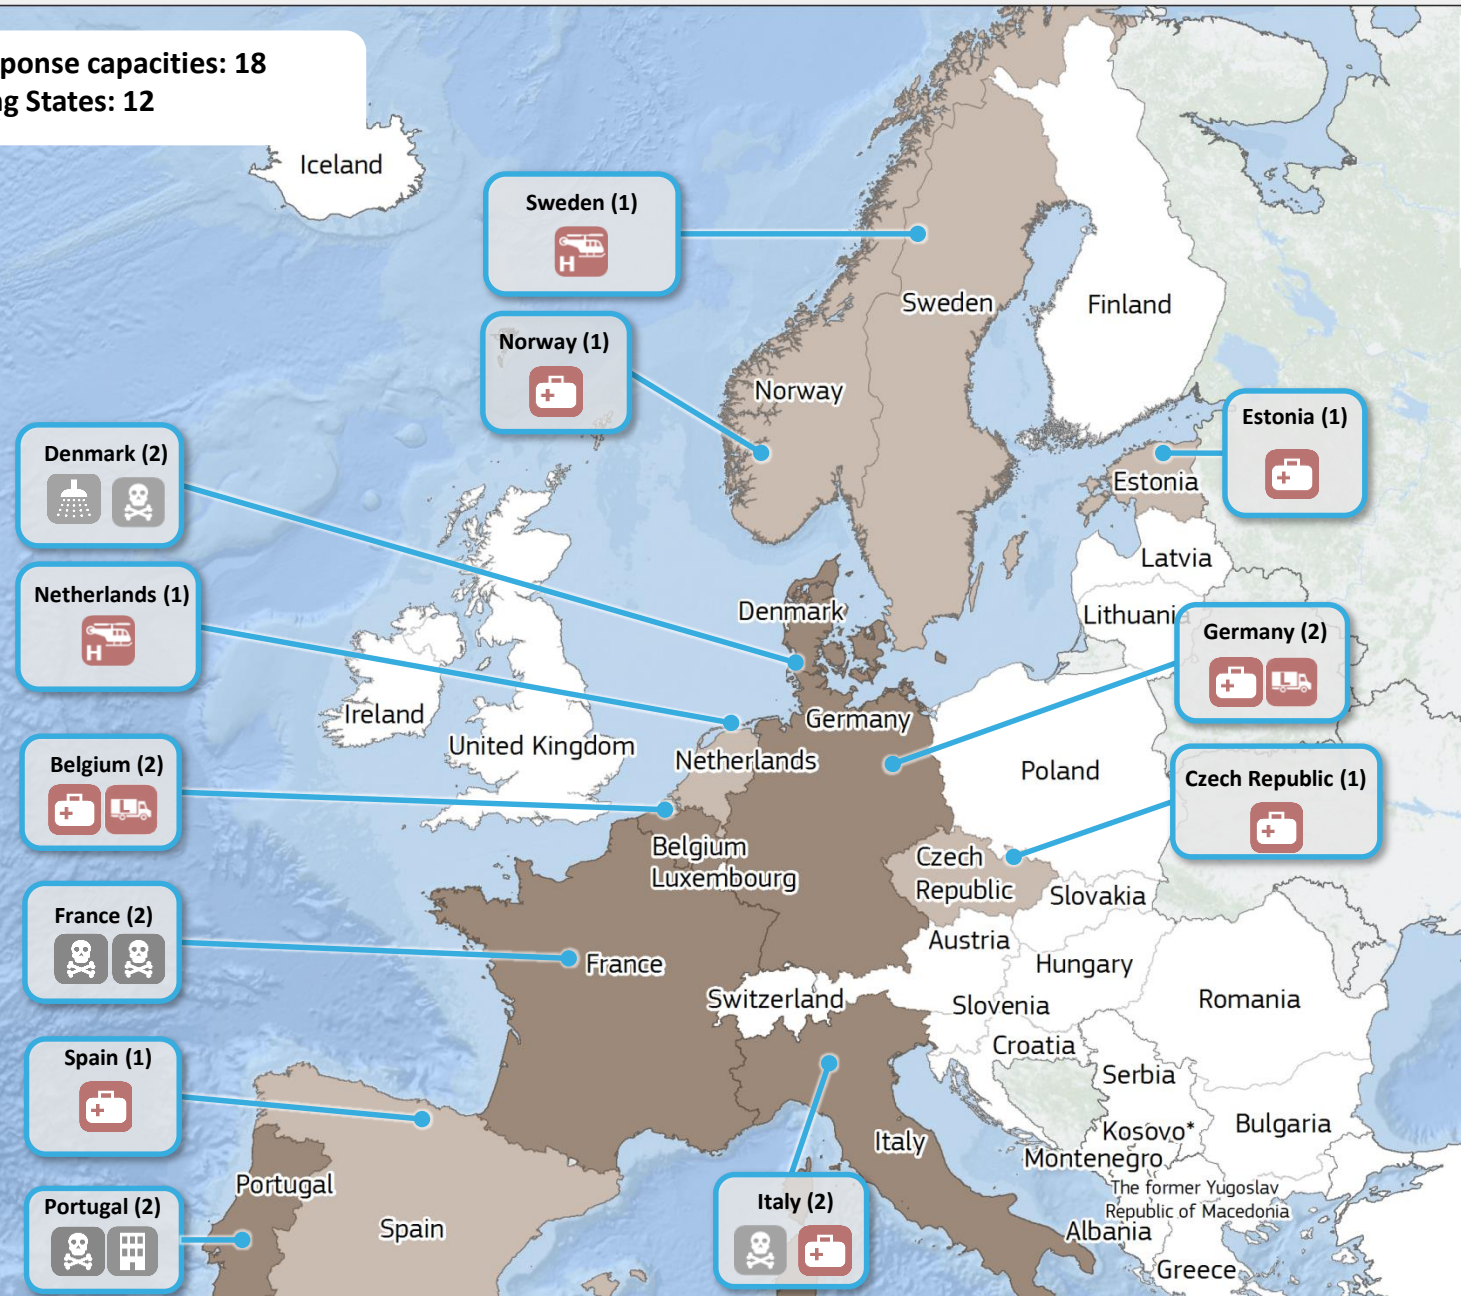 ponse capacities: 18
g States: 12
Iceland
Sweden (1)
H
Sweden
Finland
Norway (1)
Norway
Estonia (1)
Estonia
Denmark (2)
Latvia
Netherlands (1)
H
Denmark
Lithuania
Germany (2)
Ireland
Germany
United Kingdom
Netherlands
Belgium (2)
Poland
Czech Republic (1)
Belgium
Luxembourg
Czech
Republic
Slovakia
France (2)
Austria
France
Hungary
Switzerland
Slovenia
Romania
Croatia
Spain (1)
Serbia
Kosovo*
Bulgaria
Italy
Montenegro
Portugal
The former Yugoslav
Republic of Macedonia
Portugal (2)
Italy (2)
Spain
Albania
Greece